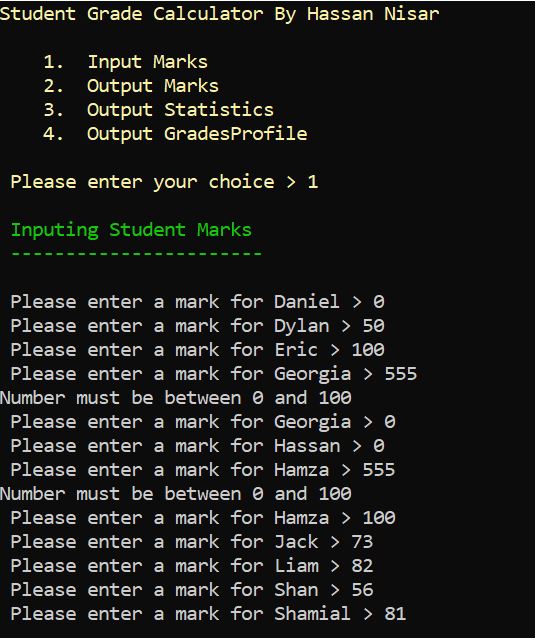 Student Grade Calculator By Hassan Nisar
1. Input Marks
2. Output Marks
3. Output Statistics
4. Output GradesProfile
Please enter your choice > 1
Inputing Student Marks
-----------------------
Please enter a mark for Daniel > 0
Please enter a mark for Dylan > 50
Please enter a mark for Eric > 100
Please enter a mark for Georgia > 555
Number must be between 0 and 100
Please enter a mark for Georgia > 0
Please enter a mark for Hassan > 0
Please enter a mark for Hamza > 555
Number must be between 0 and 100
Please enter a mark for Hamza > 100
Please enter a mark for Jack > 73
Please enter a mark for Liam > 82
Please enter a mark for Shan > 56
Please enter a mark for Shamial > 81